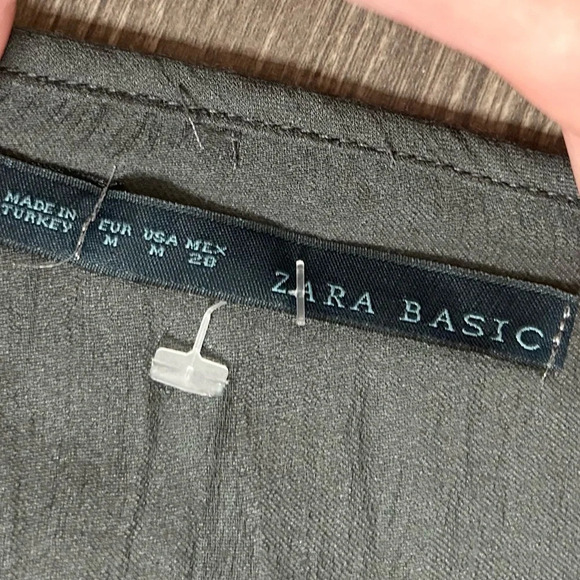 MADE IN
TURKEY
EUR USA MEX
M M 28
ZARA BASIC